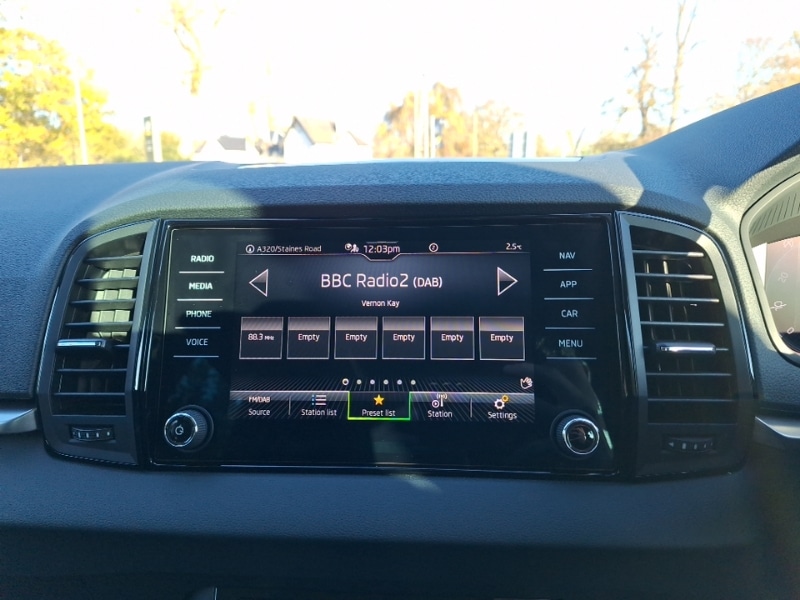 A320/Staines Road 12:03pm 2.5°C
RADIO
MEDIA
PHONE
VOICE
BBC Radio2 (DAB)
Vernon Kay
88.3 MHz Empty Empty Empty Empty Empty
FM/DAB
Source Station list Preset list Station Settings
NAV
APP
CAR
MENU